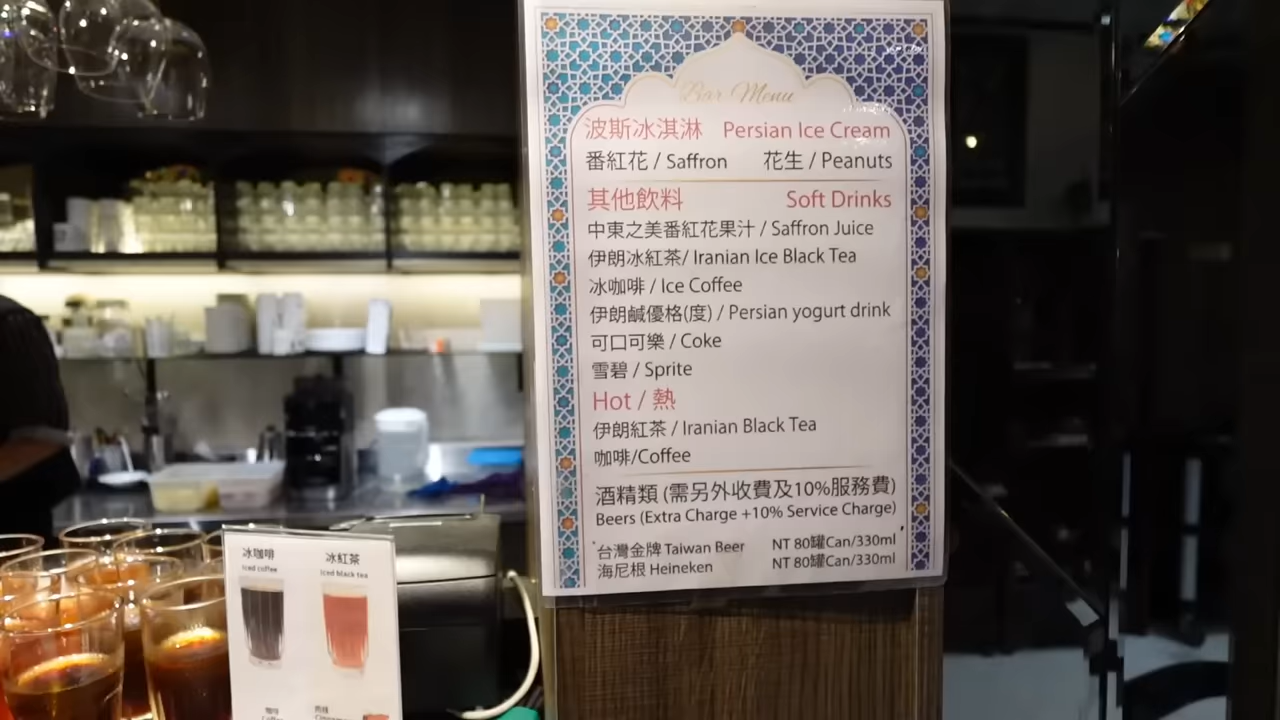 Bar Menu
波斯冰淇淋 Persian Ice Cream
番紅花 / Saffron 花生 / Peanuts
其他飲料 Soft Drinks
中東之美番紅花果汁 / Saffron Juice
伊朗冰紅茶/ Iranian Ice Black Tea
冰咖啡 / Ice Coffee
伊朗鹹優格(度) / Persian yogurt drink
可口可樂 / Coke
雪碧 / Sprite
Hot / 熱
伊朗紅茶 / Iranian Black Tea
咖啡/Coffee
酒精類 (需另外收費及10%服務費)
Beers (Extra Charge +10% Service Charge)
台灣金牌 Taiwan Beer NT 80罐Can/330ml
海尼根 Heineken NT 80罐Can/330ml
冰咖啡 冰紅茶
Iced coffee Iced black tea
咖啡
Coffee